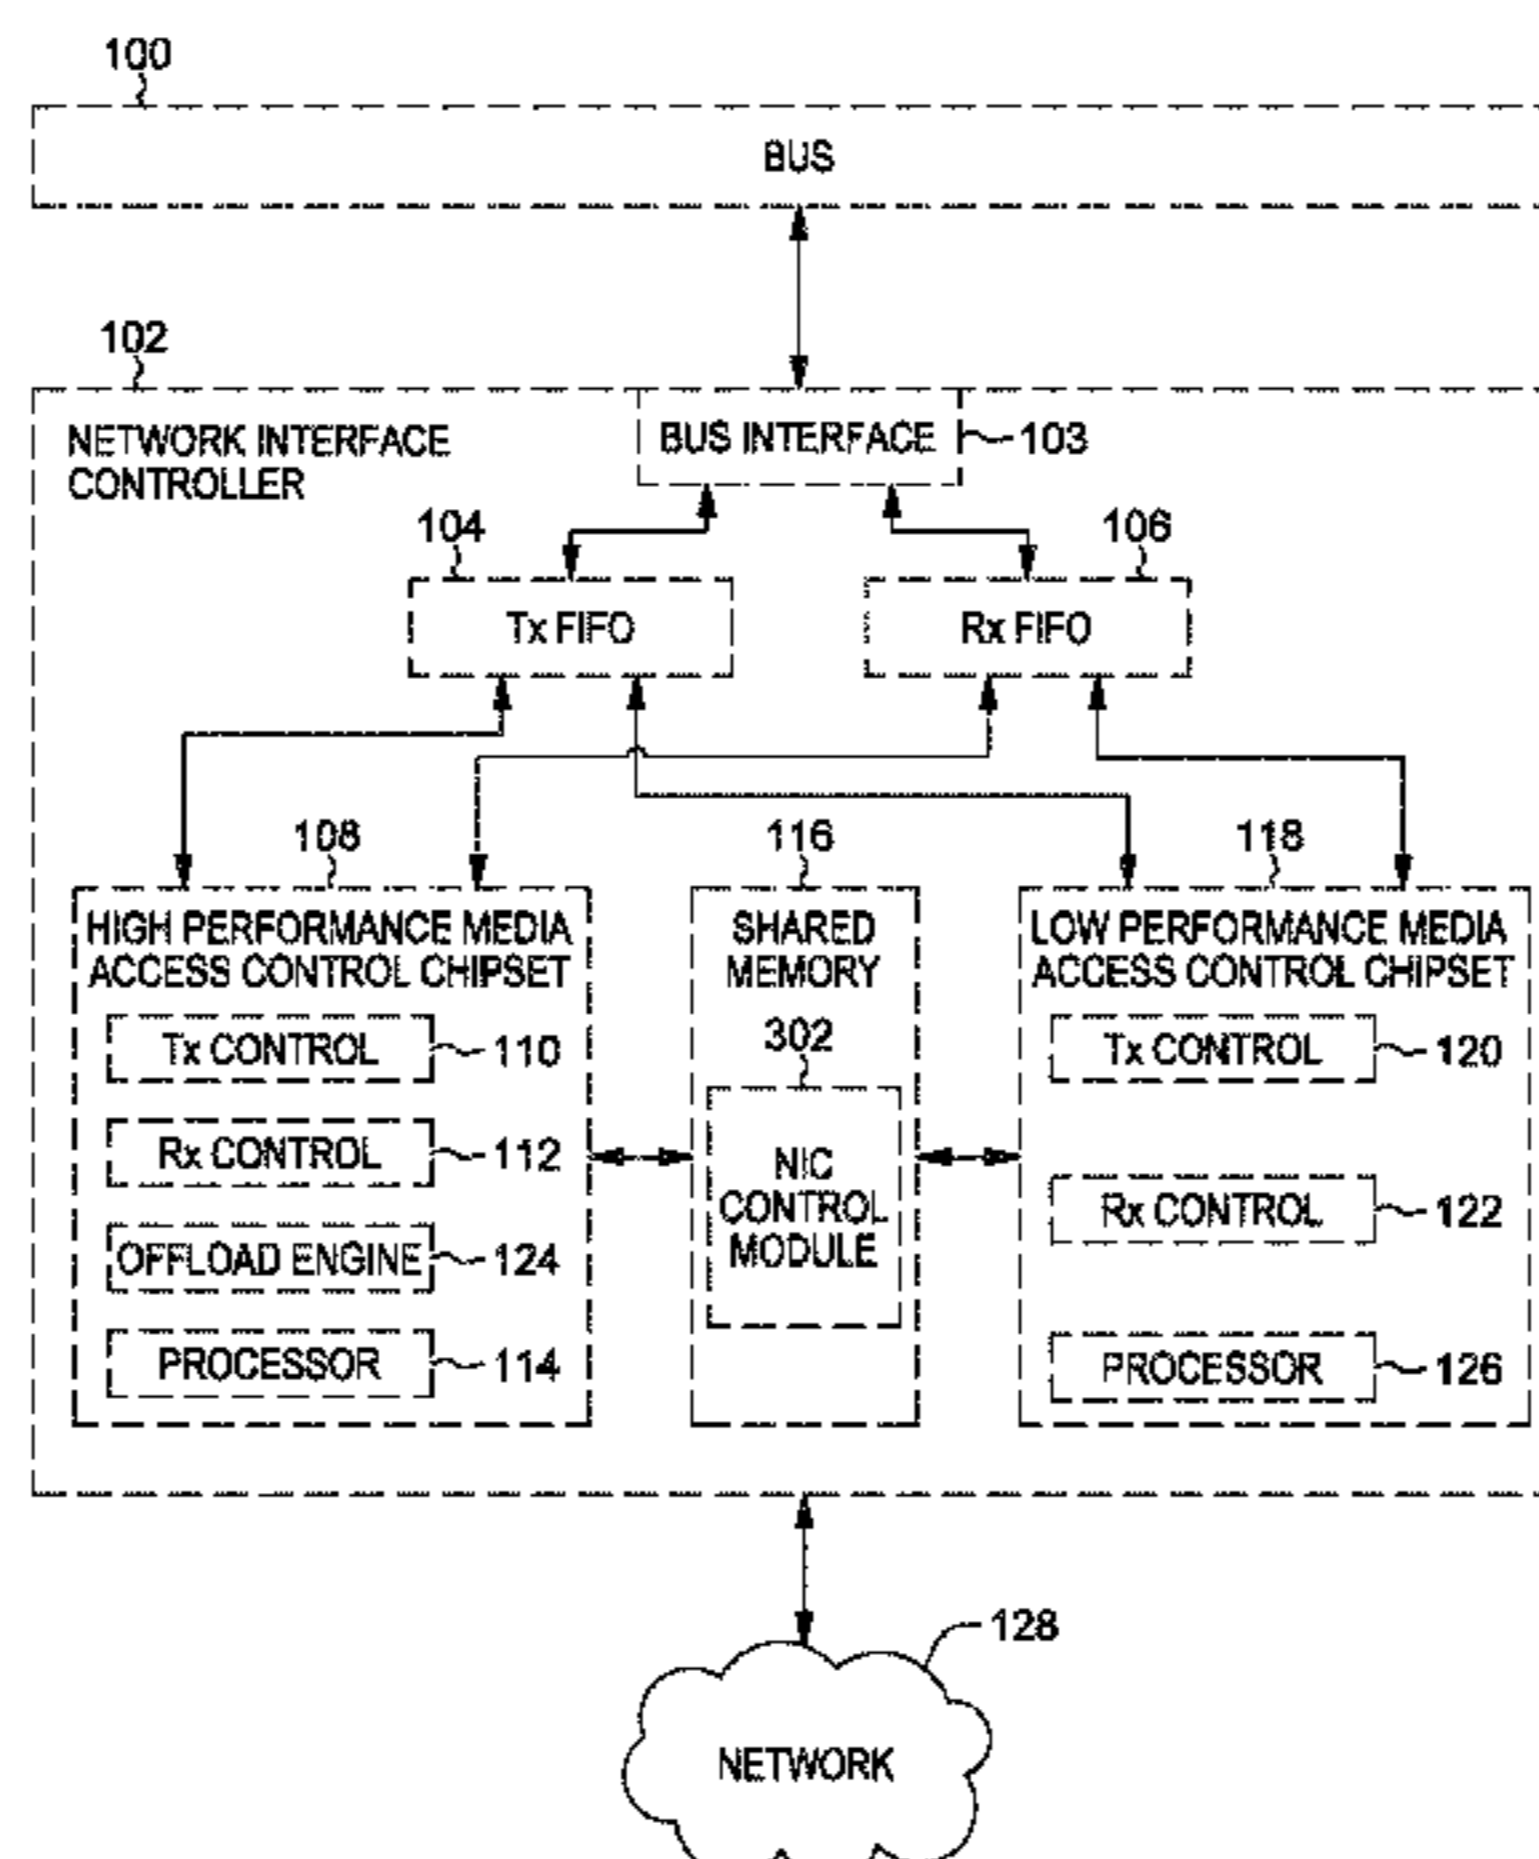 100
BUS
102
NETWORK INTERFACE
CONTROLLER
BUS INTERFACE
103
104
106
Tx FIFO
Rx FIFO
108
116
118
HIGH PERFORMANCE MEDIA
ACCESS CONTROL CHIPSET
SHARED
MEMORY
LOW PERFORMANCE MEDIA
ACCESS CONTROL CHIPSET
Tx CONTROL
110
Rx CONTROL
112
OFFLOAD ENGINE
124
PROCESSOR
114
302
NIC
CONTROL
MODULE
Tx CONTROL
120
Rx CONTROL
122
PROCESSOR
126
128
NETWORK